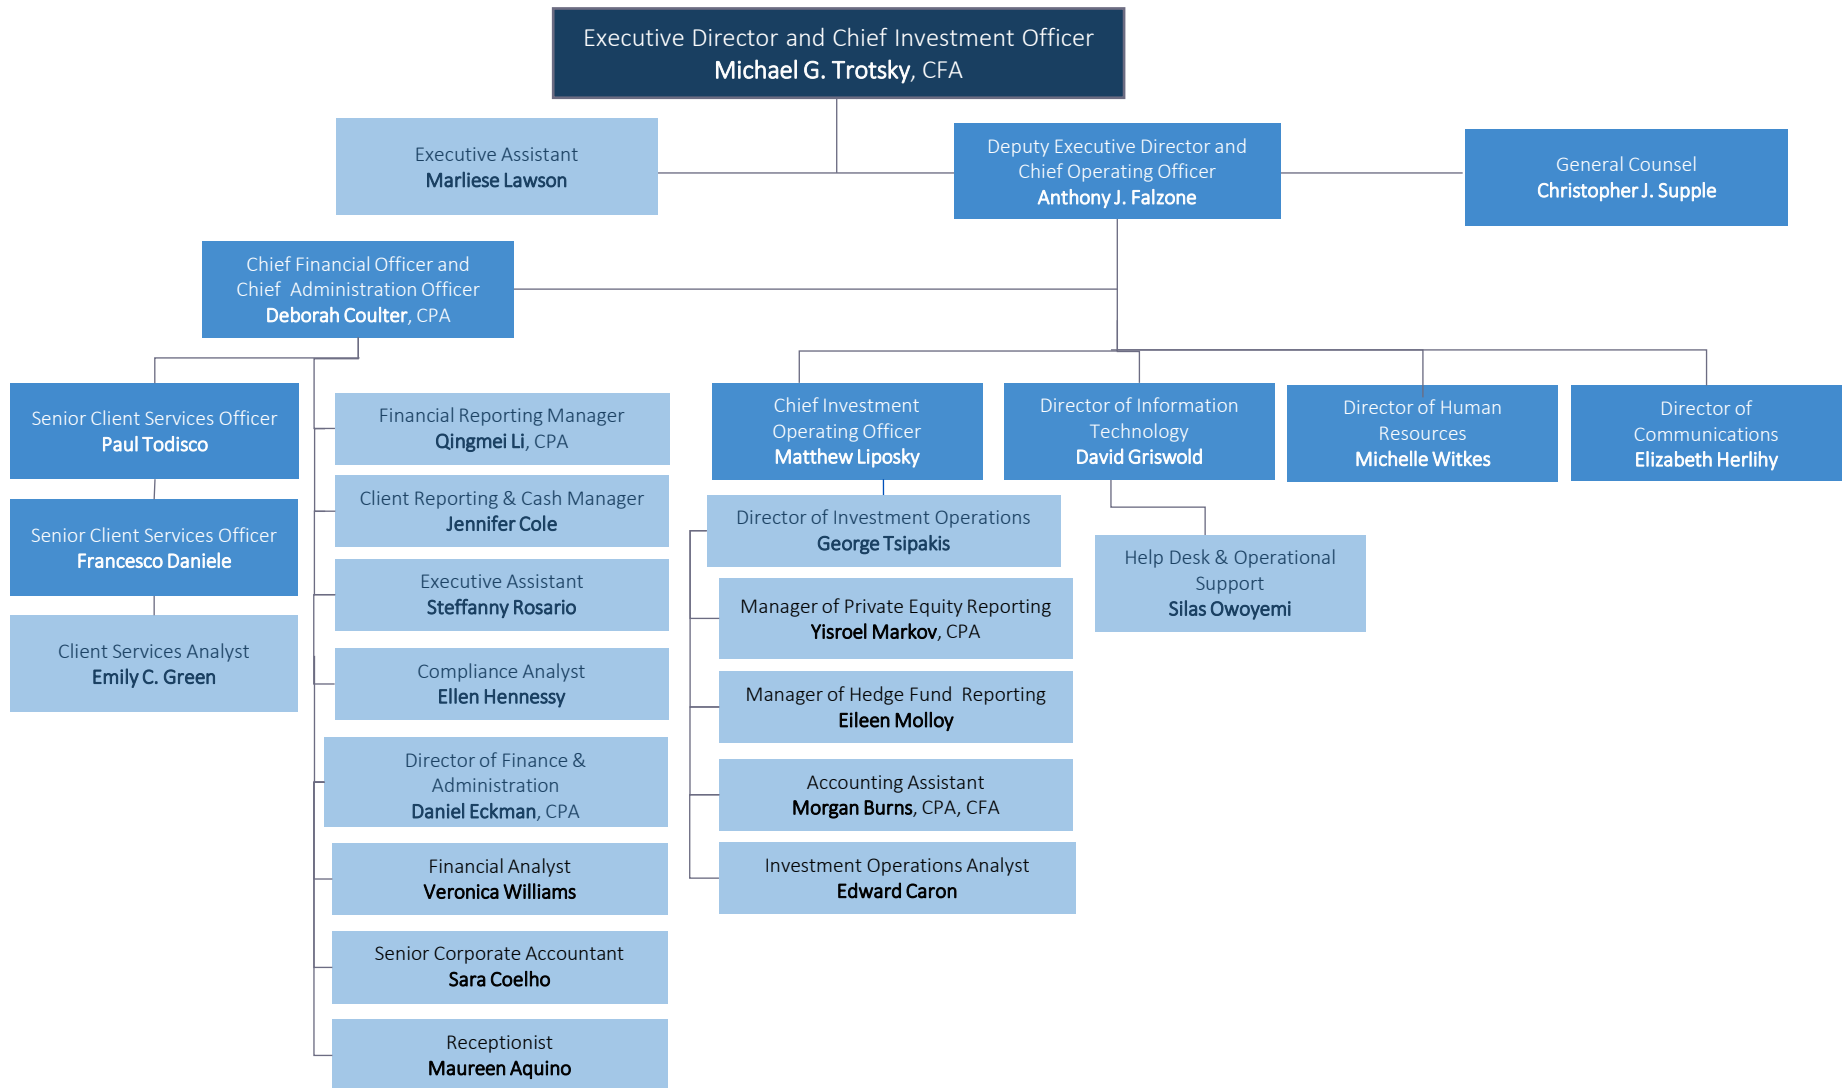 Executive Director and Chief Investment Officer
Michael G. Trotsky, CFA
Executive Assistant
Marliese Lawson
Deputy Executive Director and
Chief Operating Officer
Anthony J. Falzone
General Counsel
Christopher J. Supple
Chief Financial Officer and
Chief Administration Officer
Deborah Coulter, CPA
Senior Client Services Officer
Paul Todisco
Senior Client Services Officer
Francesco Daniele
Client Services Analyst
Emily C. Green
Financial Reporting Manager
Qingmei Li, CPA
Client Reporting & Cash Manager
Jennifer Cole
Executive Assistant
Steffanny Rosario
Compliance Analyst
Ellen Hennessy
Director of Finance &
Administration
Daniel Eckman, CPA
Financial Analyst
Veronica Williams
Senior Corporate Accountant
Sara Coelho
Receptionist
Maureen Aquino
Chief Investment
Operating Officer
Matthew Liposky
Director of Investment Operations
George Tsipakis
Manager of Private Equity Reporting
Yisroel Markov, CPA
Manager of Hedge Fund Reporting
Eileen Molloy
Accounting Assistant
Morgan Burns, CPA, CFA
Investment Operations Analyst
Edward Caron
Director of Information
Technology
David Griswold
Help Desk & Operational
Support
Silas Owoyemi
Director of Human
Resources
Michelle Witkes
Director of
Communications
Elizabeth Herlihy